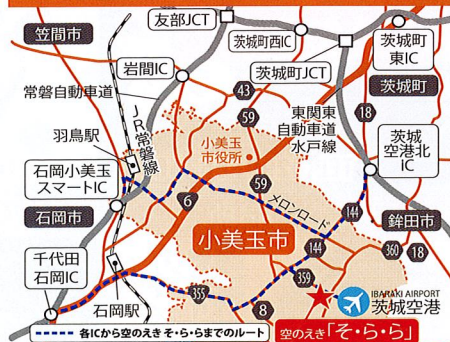 友部JCT
笠間市
茨城町西IC
茨城町
東IC
岩間IC
茨城町JCT
茨城町
常磐自動車道
43
59
東関東
自動車道
水戸線
18
JR常磐線
羽鳥駅
小美玉
市役所
茨城
空港北
IC
石岡小美玉
スマートIC
6
59
メロンロード
144
石岡市
鉾田市
小美玉市
144
360
18
千代田
石岡IC
359
石岡駅
355
8
IBARAKI AIRPORT
茨城空港
各ICから空のえき そ・ら・らまでのルート
空のえき「そ・ら・ら」